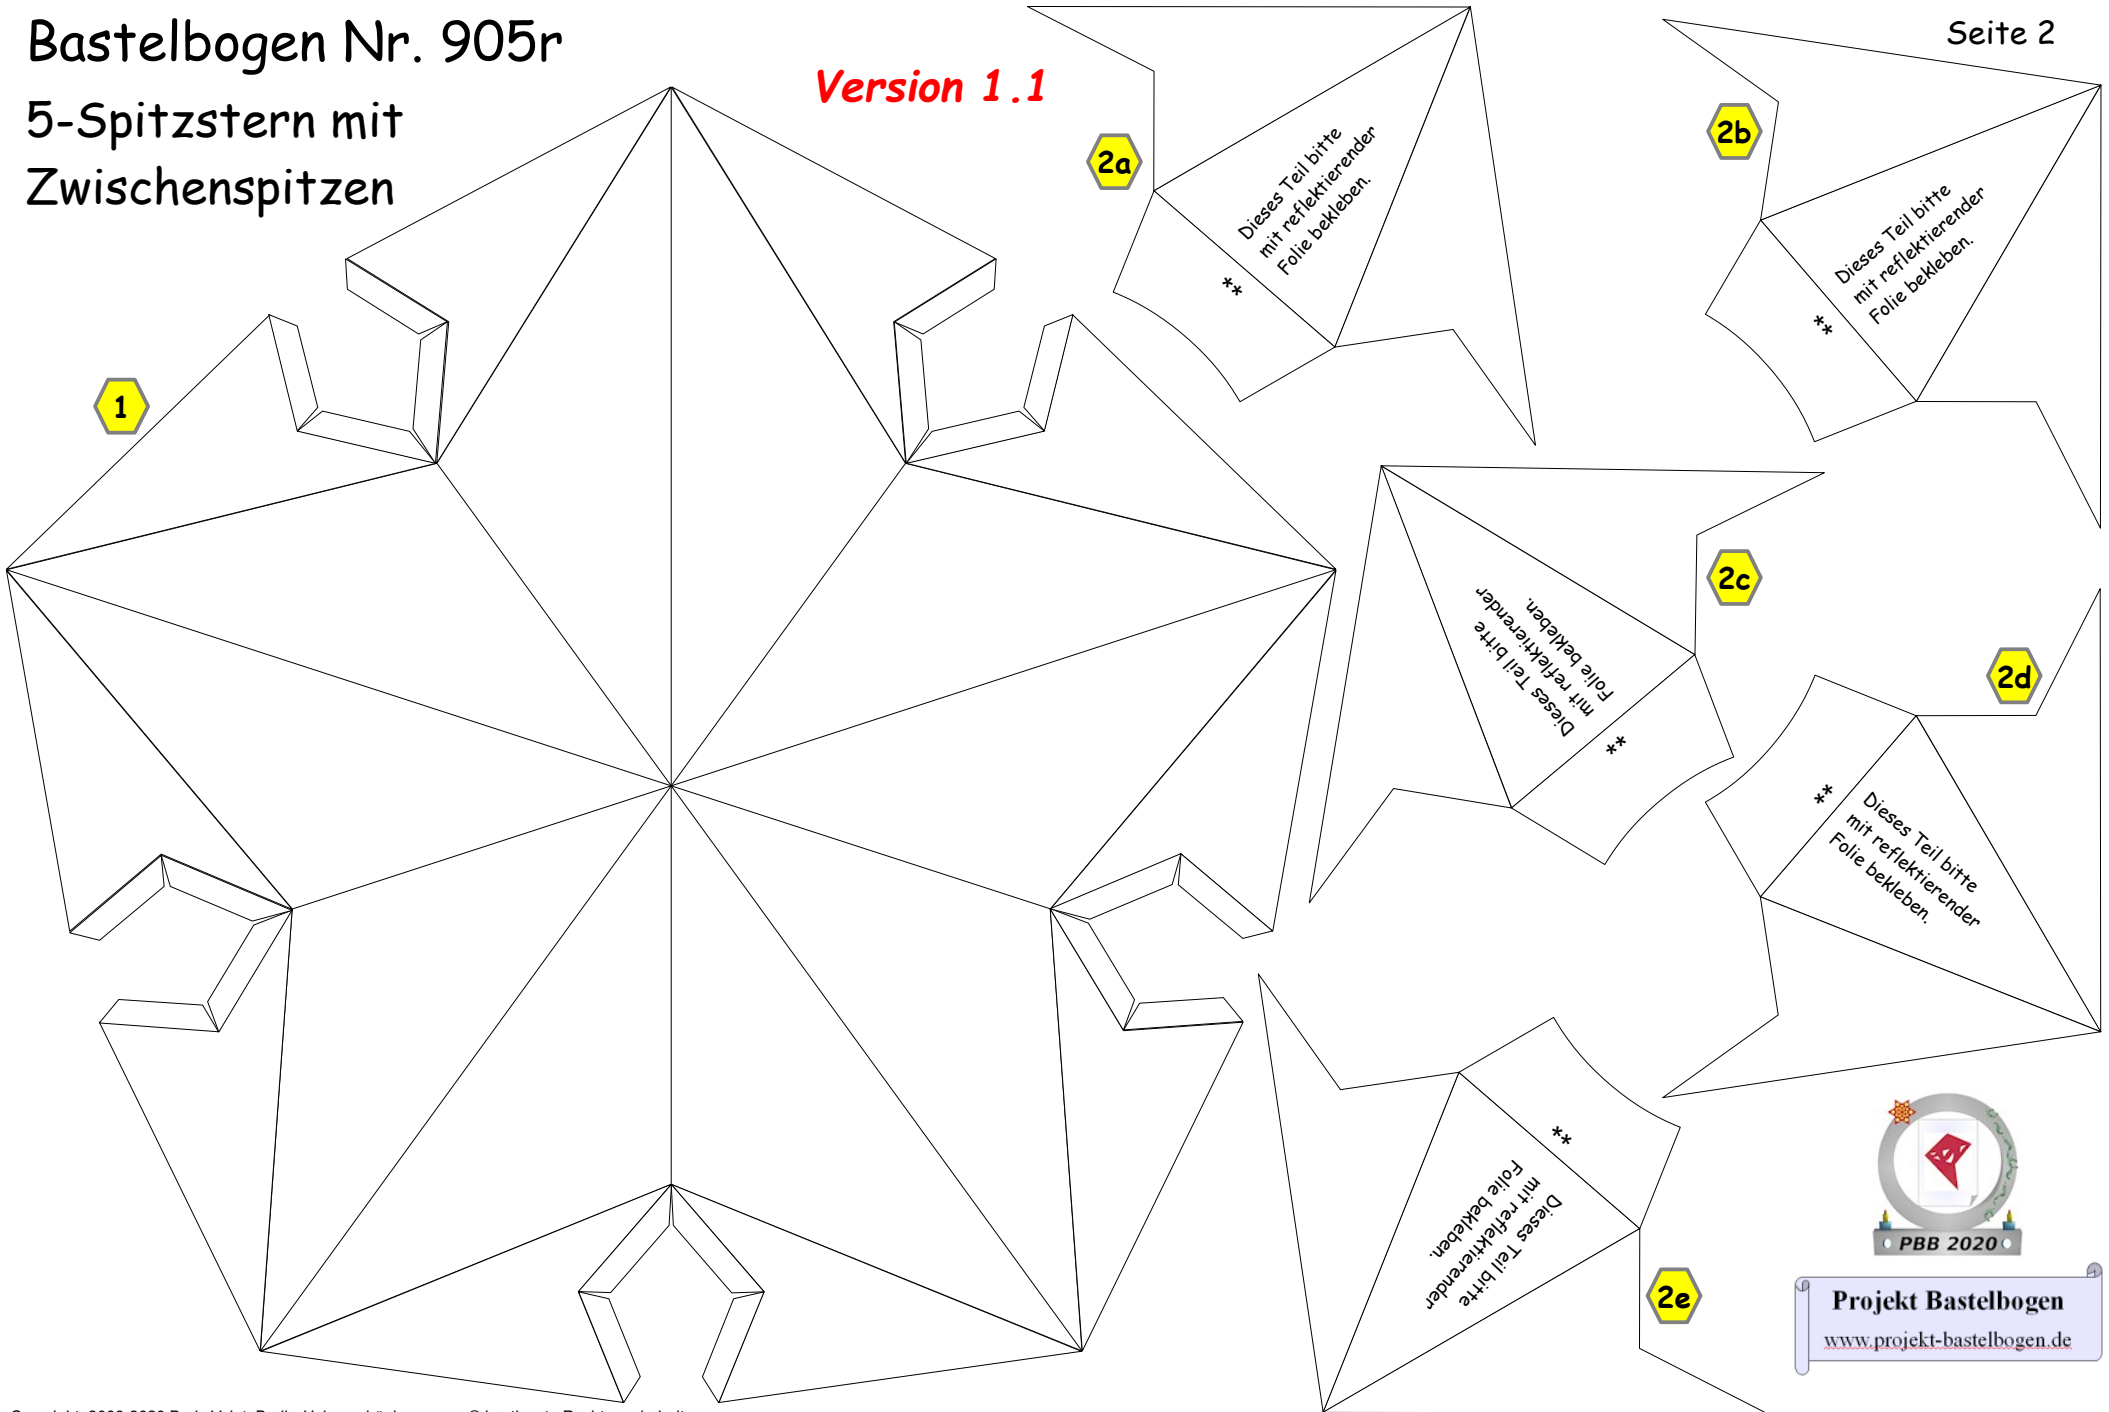 Bastelbogen Nr. 905r
5-Spitzstern mit
Zwischenspitzen
Version 1.1
Seite 2
1
2a
Dieses Teil bitte
mit reflektierender
Folie bekleben.
**
2b
Dieses Teil bitte
mit reflektierender
Folie bekleben.
**
2c
Dieses Teil bitte
mit reflektierender
Folie bekleben.
**
2d
Dieses Teil bitte
mit reflektierender
Folie bekleben.
**
2e
Dieses Teil bitte
mit reflektierender
Folie bekleben.
**
PBB 2020
Projekt Bastelbogen
www.projekt-bastelbogen.de